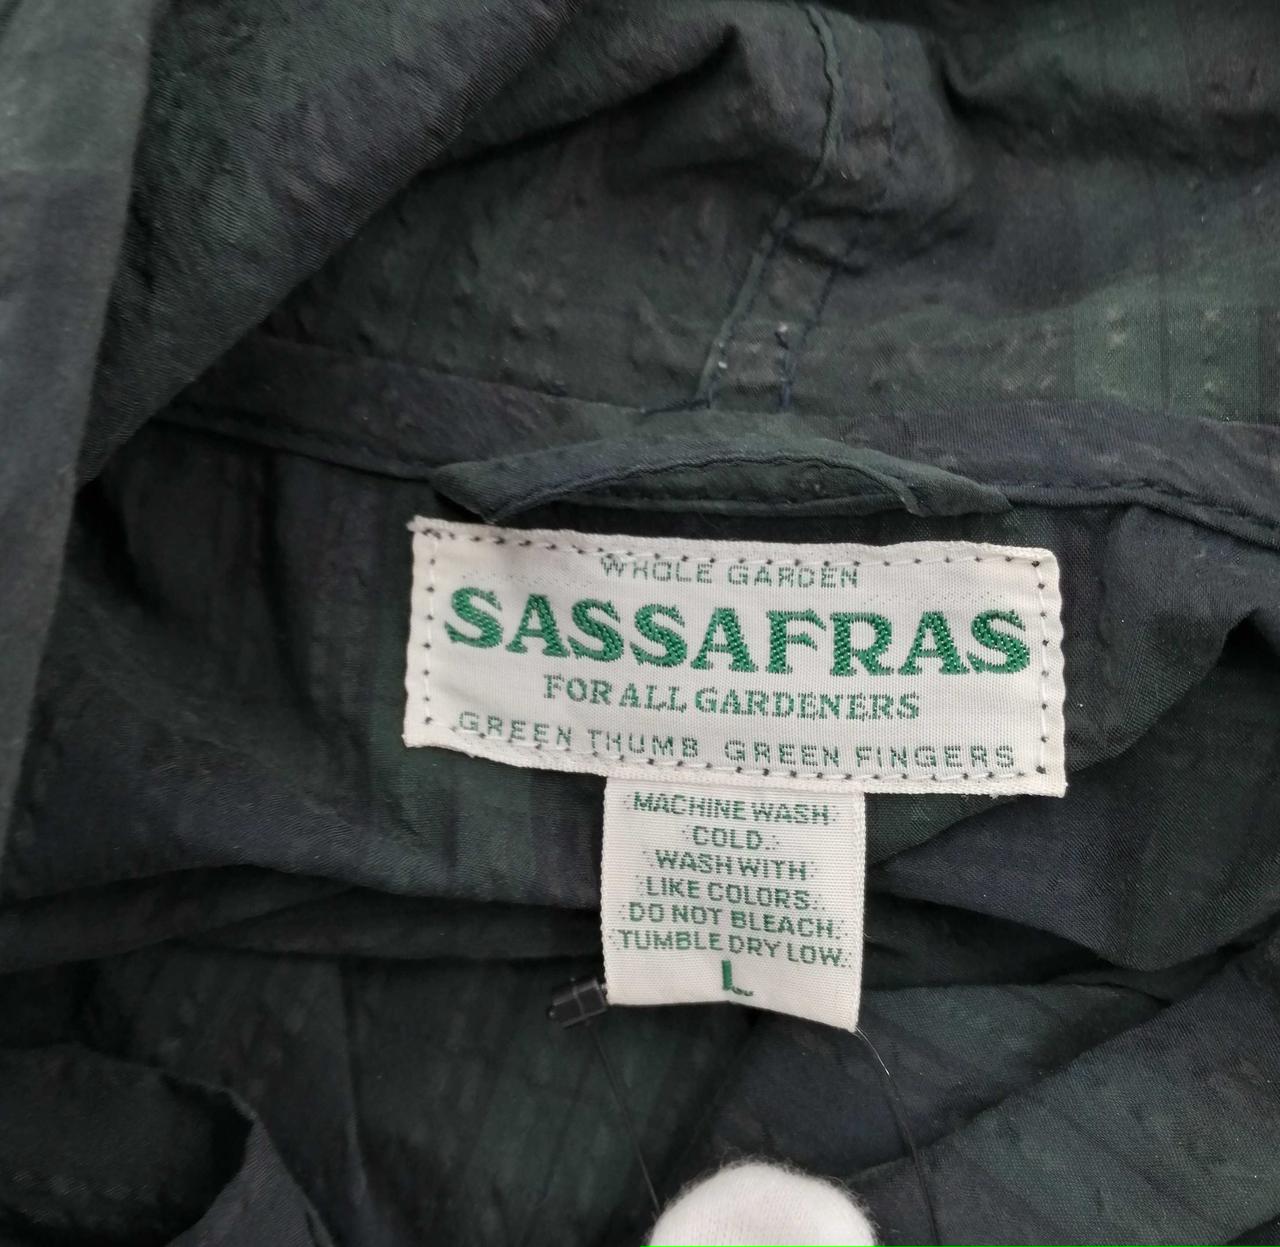 WHOLE GARDEN
SASSAFRAS
FOR ALL GARDENERS
GREEN THUMB GREEN FINGERS
MACHINE WASH
COLD.
WASH WITH
LIKE COLORS.
DO NOT BLEACH.
TUMBLE DRY LOW.
L